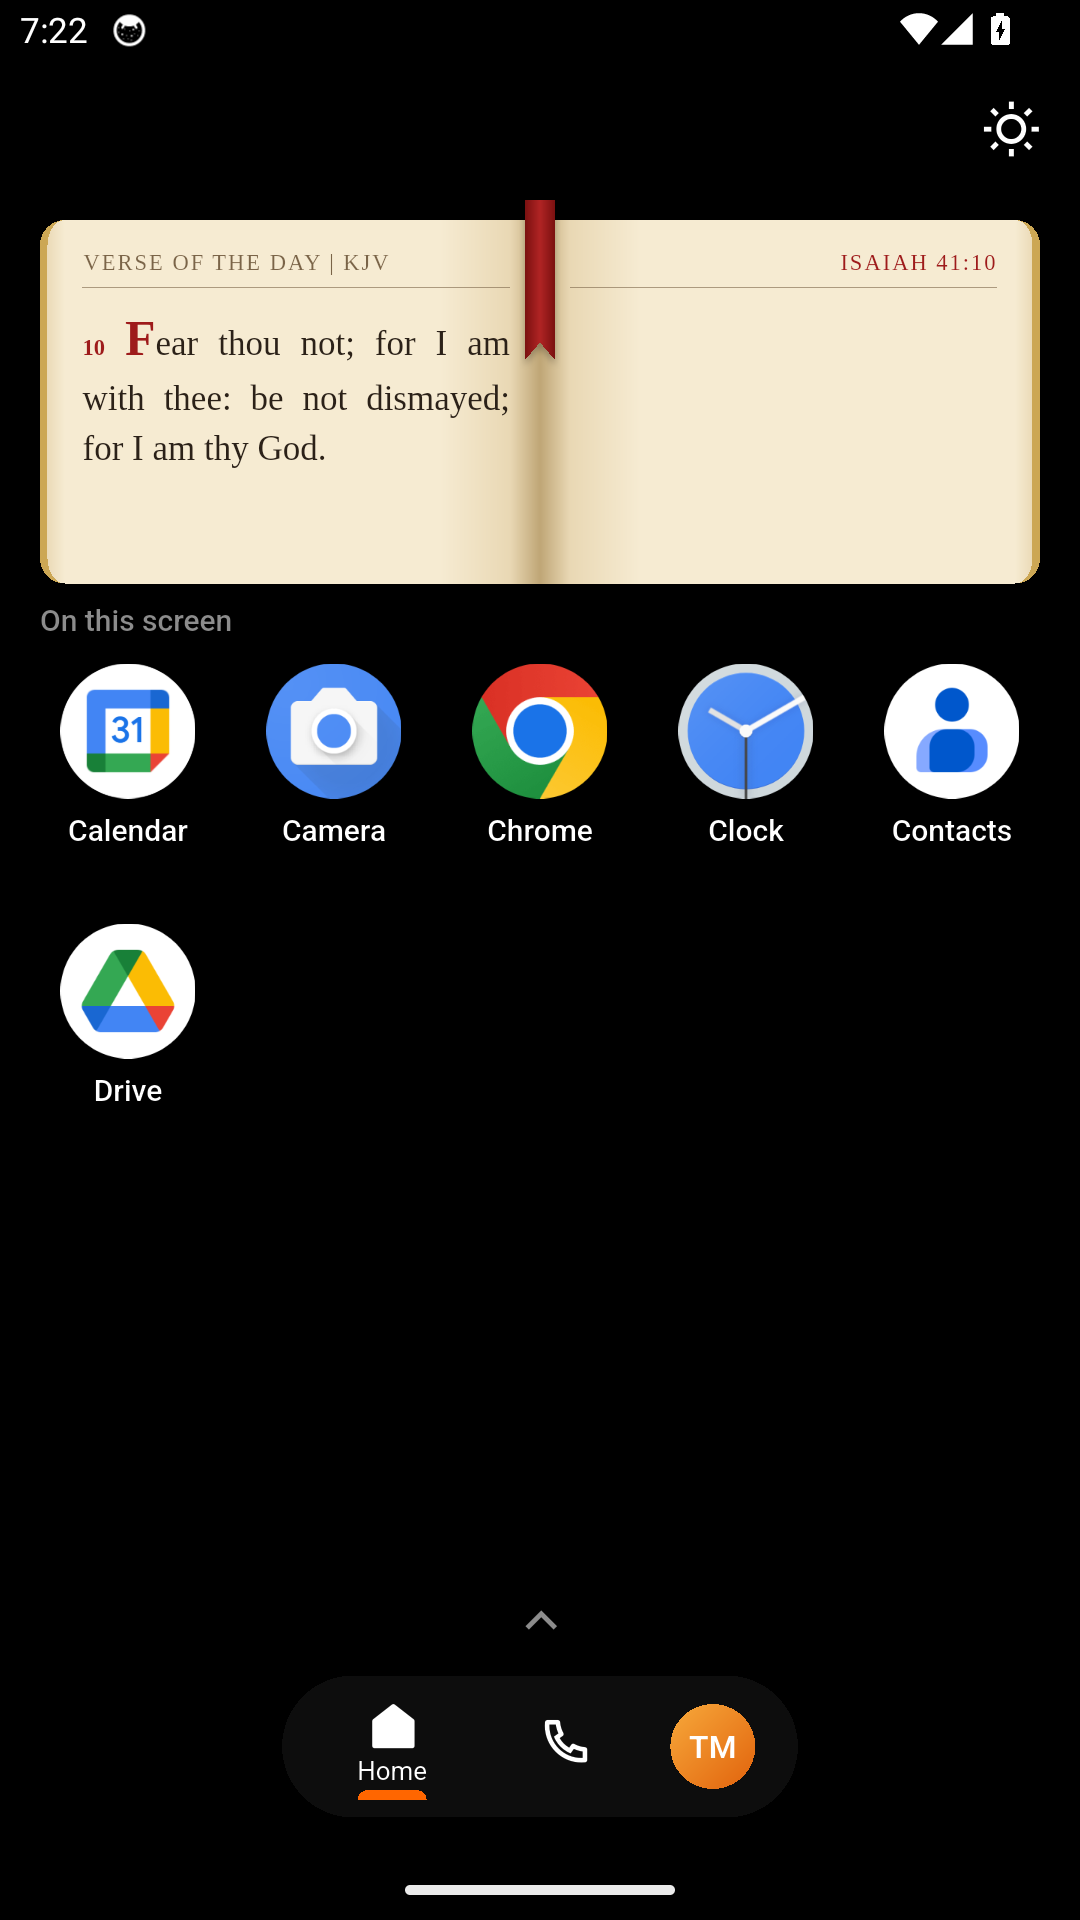 7:22
VERSE OF THE DAY | KJV
ISAIAH 41:10
10 Fear thou not; for I am
with thee: be not dismayed;
for I am thy God.
On this screen
31
Calendar
Camera
Chrome
Clock
Contacts
Drive
Home
TM